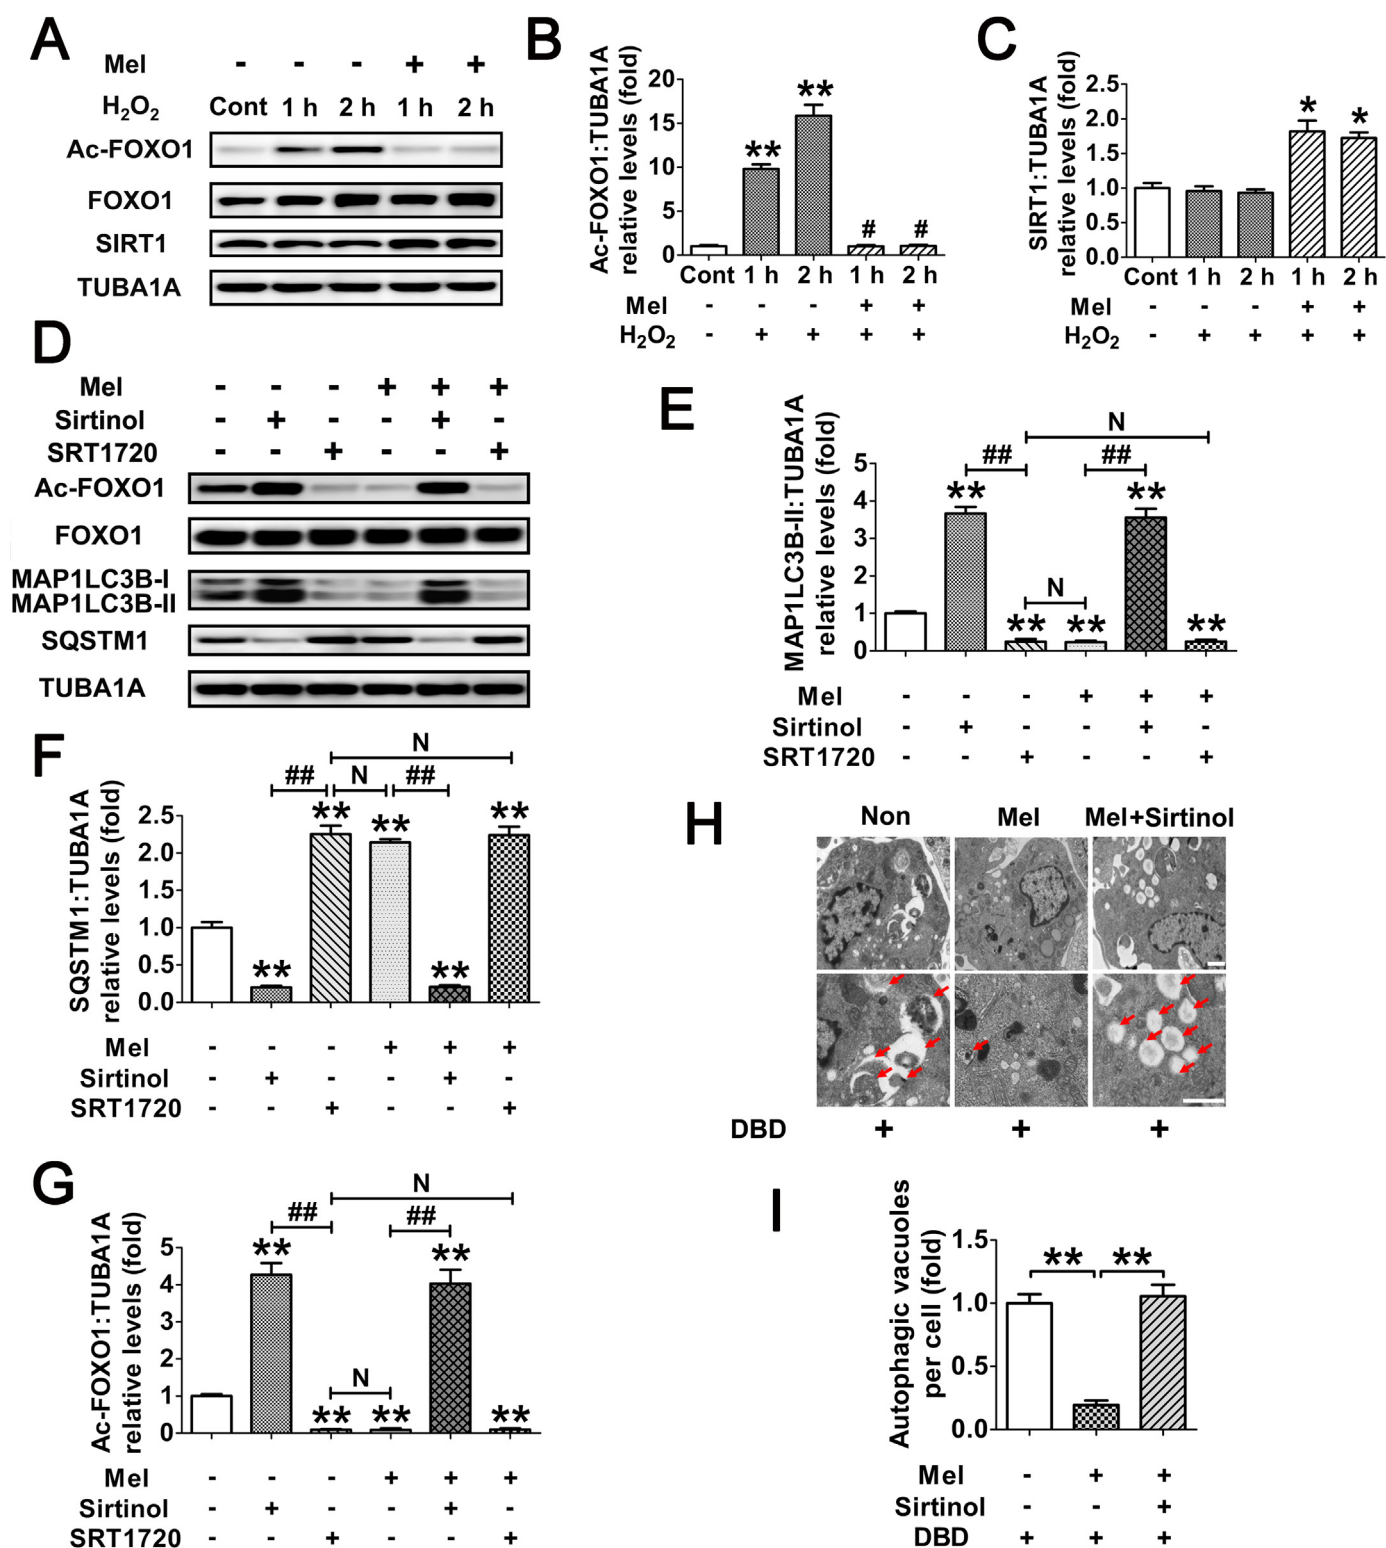 A
Mel - - - + +
H₂O₂ Cont 1 h 2 h 1 h 2 h
Ac-FOXO1
FOXO1
SIRT1
TUBA1A
B
Ac-FOXO1:TUBA1A
relative levels (fold)
20
15
10
5
0
** ** # #
Cont 1 h 2 h 1 h 2 h
Mel - - - + +
H₂O₂ - + + + +
C
SIRT1:TUBA1A
relative levels (fold)
2.5
2.0
1.5
1.0
0.5
0.0
* *
Cont 1 h 2 h 1 h 2 h
Mel - - - + +
H₂O₂ - + + + +
D
Mel - - - + + +
Sirtinol - + - - + -
SRT1720 - - + - - +
Ac-FOXO1
FOXO1
MAP1LC3B-I
MAP1LC3B-II
SQSTM1
TUBA1A
E
MAP1LC3B-II:TUBA1A
relative levels (fold)
5
4
3
2
1
0
N
## ##
** **
N
** ** **
Mel - - - + + +
Sirtinol - + - - + -
SRT1720 - - + - - +
F
SQSTM1:TUBA1A
relative levels (fold)
2.5
2.0
1.5
1.0
0.5
0.0
N
## N ##
** ** **
** **
Mel - - - + + +
Sirtinol - + - - + -
SRT1720 - - + - - +
G
Ac-FOXO1:TUBA1A
relative levels (fold)
5
4
3
2
1
0
N
## ##
** **
N
** ** **
Mel - - - + + +
Sirtinol - + - - + -
SRT1720 - - + - - +
H
Non Mel Mel+Sirtinol
DBD + + +
I
Autophagic vacuoles
per cell (fold)
1.5
1.0
0.5
0.0
** **
Mel - + +
Sirtinol - - +
DBD + + +